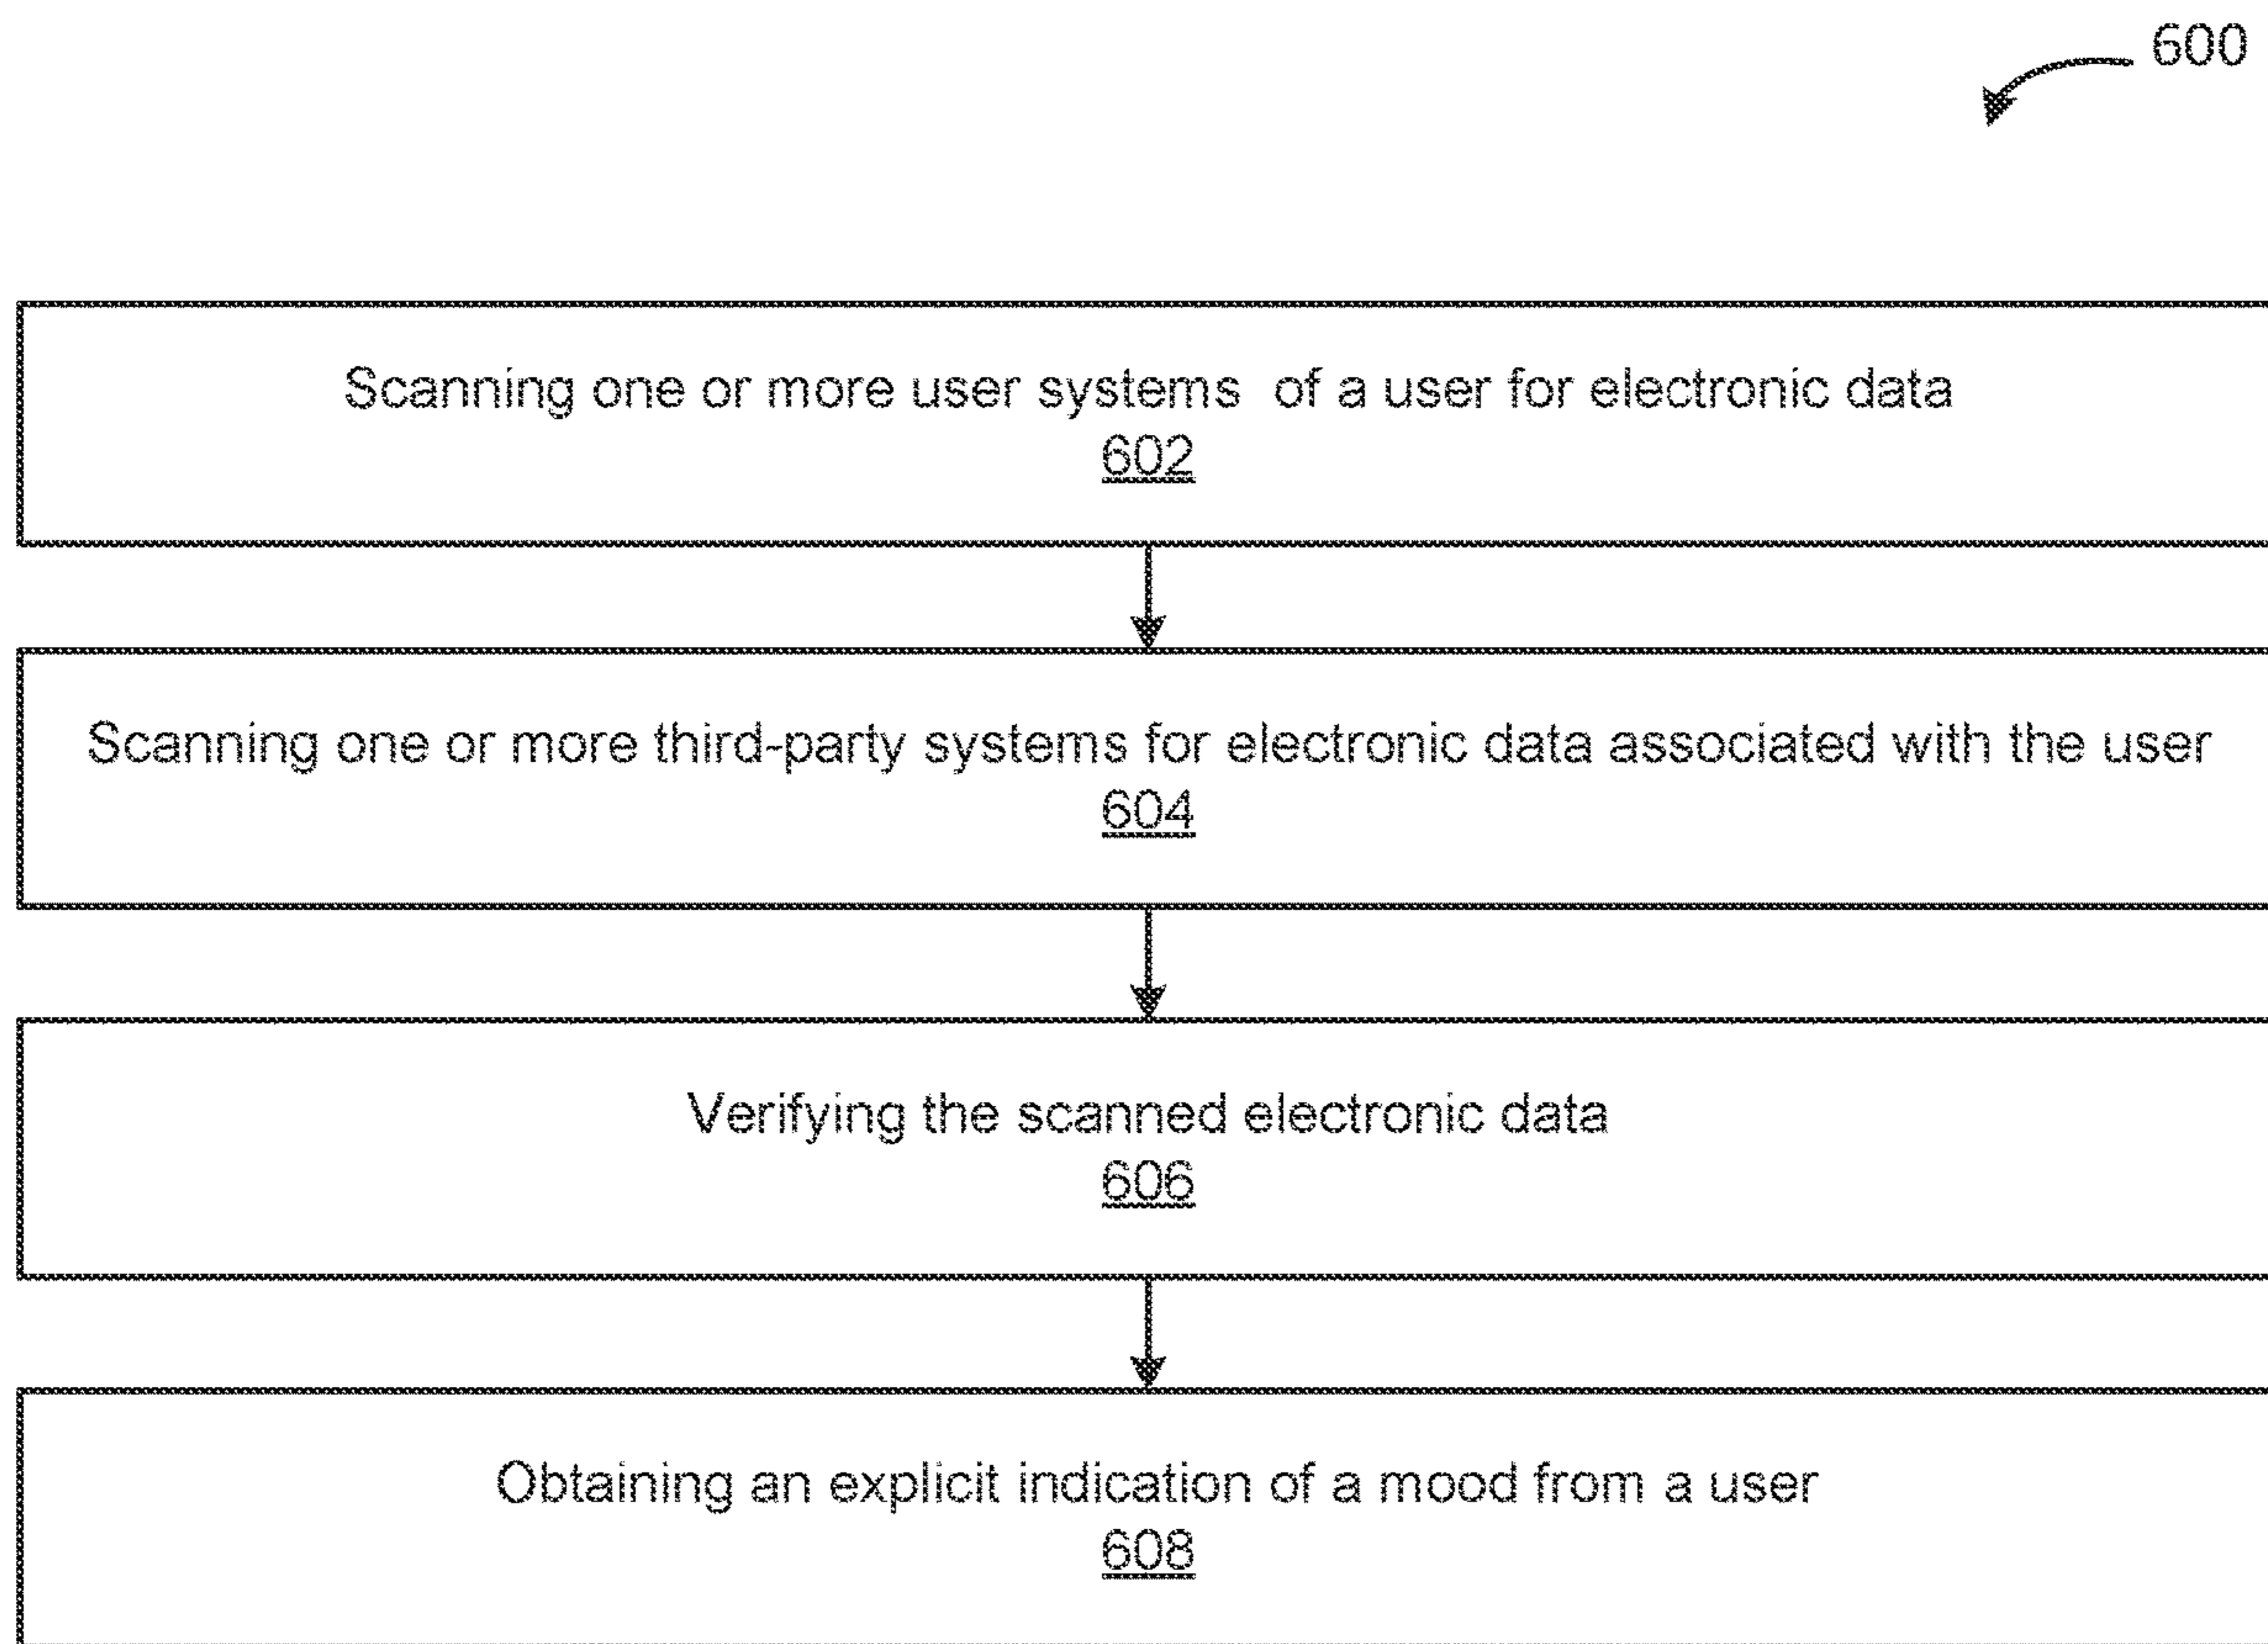 600
Scanning one or more user systems of a user for electronic data
602
Scanning one or more third-party systems for electronic data associated with the user
604
Verifying the scanned electronic data
606
Obtaining an explicit indication of a mood from a user
608